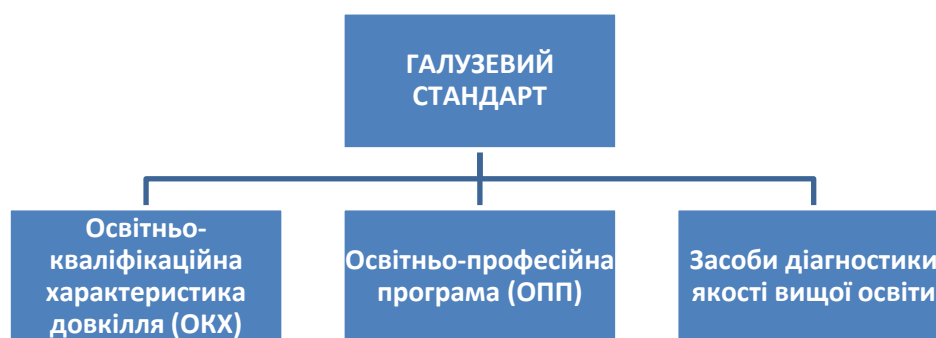 ГАЛУЗЕВИЙ
СТАНДАРТ
Освітньо-
кваліфікаційна
характеристика
довкілля (ОКХ)
Освітньо-професійна
програма (ОПП)
Засоби діагностики
якості вищої освіти